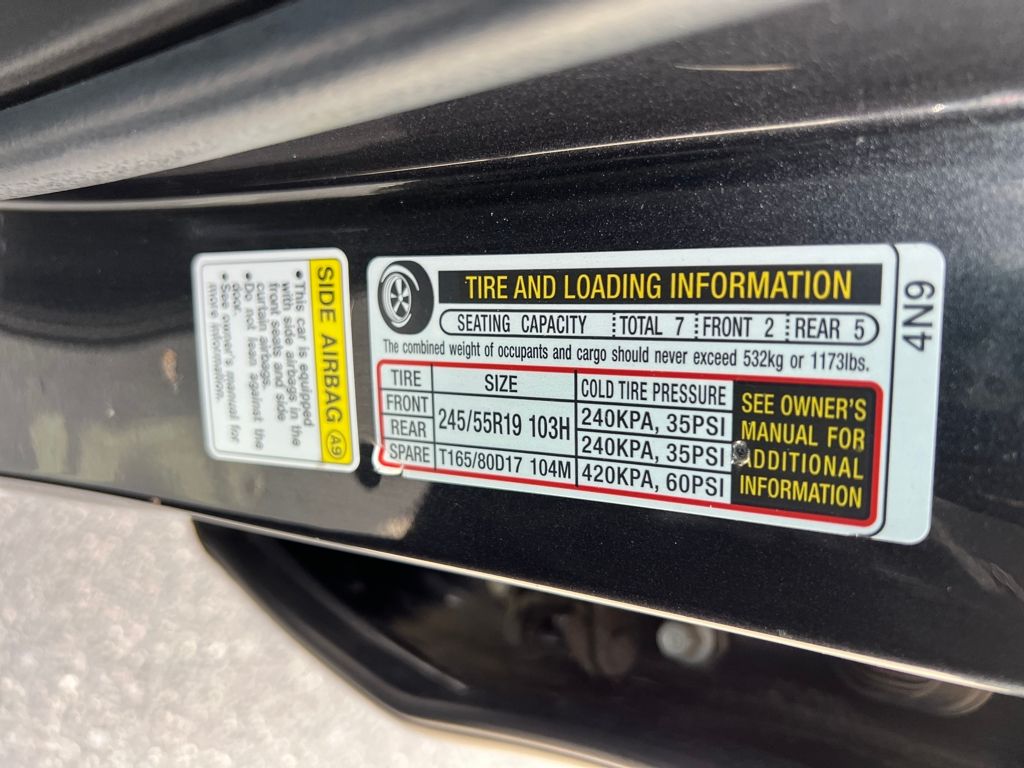 SIDE AIRBAG A9
•This car is equipped
with side airbags in the
front seats and side
curtain airbags.
•Do not lean against the
door.
•See owner's manual for
more information.
TIRE AND LOADING INFORMATION
SEATING CAPACITY TOTAL 7 FRONT 2 REAR 5
The combined weight of occupants and cargo should never exceed 532kg or 1173lbs.
TIRE SIZE COLD TIRE PRESSURE
FRONT 245/55R19 103H 240KPA, 35PSI
REAR 240KPA, 35PSI
SPARE T165/80D17 104M 420KPA, 60PSI
SEE OWNER'S
MANUAL FOR
ADDITIONAL
INFORMATION
4N9